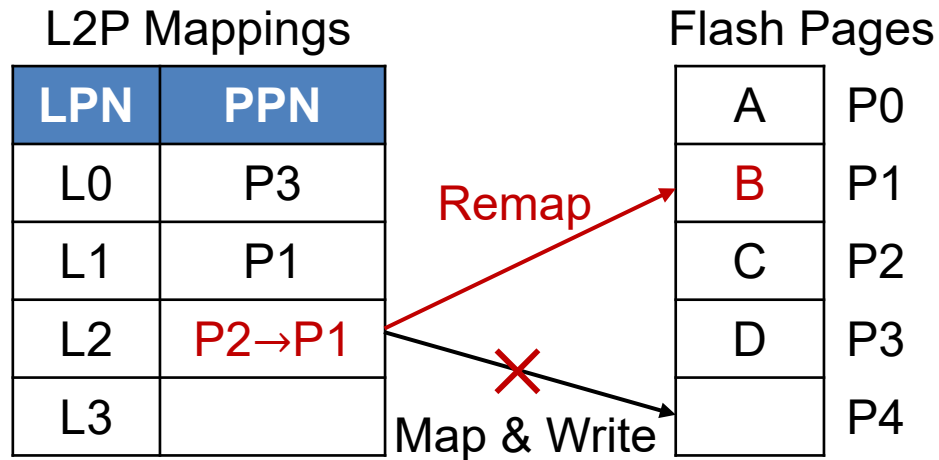 L2P Mappings
Flash Pages
LPN PPN
A P0
L0 P3
B P1
Remap
L1 P1
C P2
L2 P2→P1
D P3
L3
P4
Map & Write